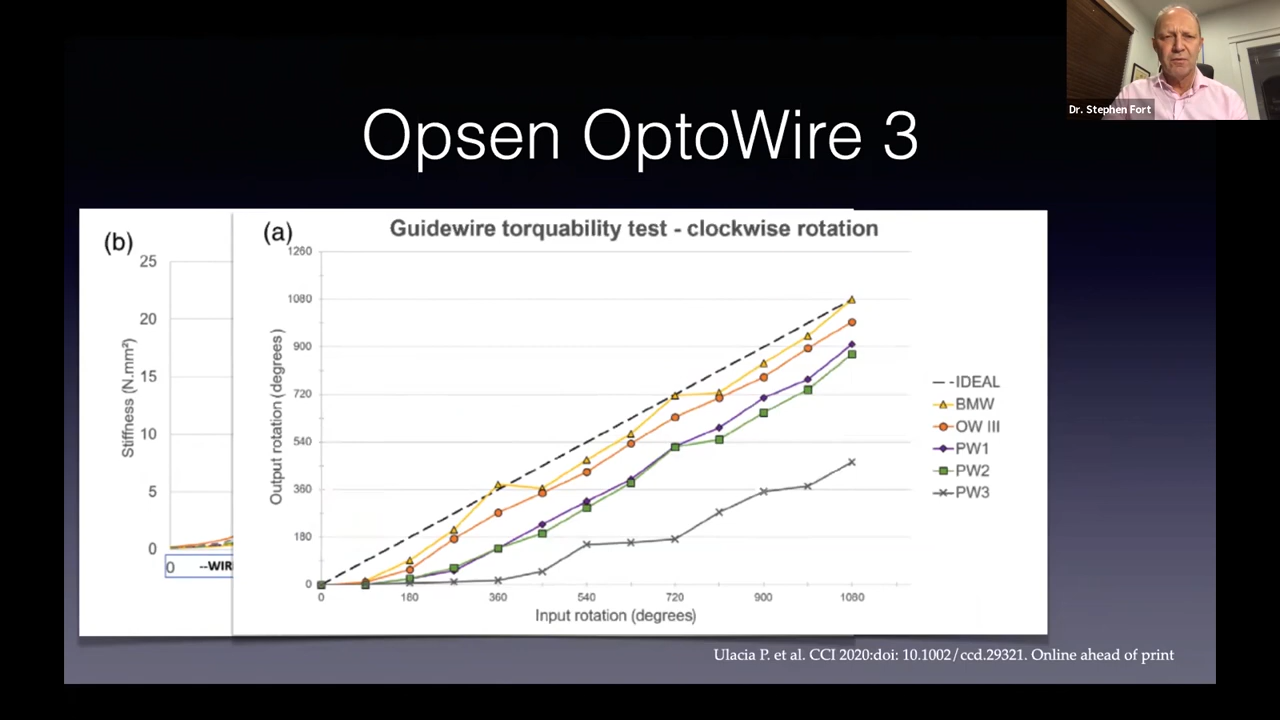 Dr. Stephen Fort
Opsen OptoWire 3
(b)
25
20
15
10
5
0
Stiffness (N.mm²)
0 --WIR
(a)
Guidewire torquability test - clockwise rotation
1260
1080
900
720
540
360
180
0
Output rotation (degrees)
0 180 360 540 720 900 1080
Input rotation (degrees)
IDEAL
BMW
OW III
PW1
PW2
PW3
Ulacia P. et al. CCI 2020:doi: 10.1002/ccd.29321. Online ahead of print